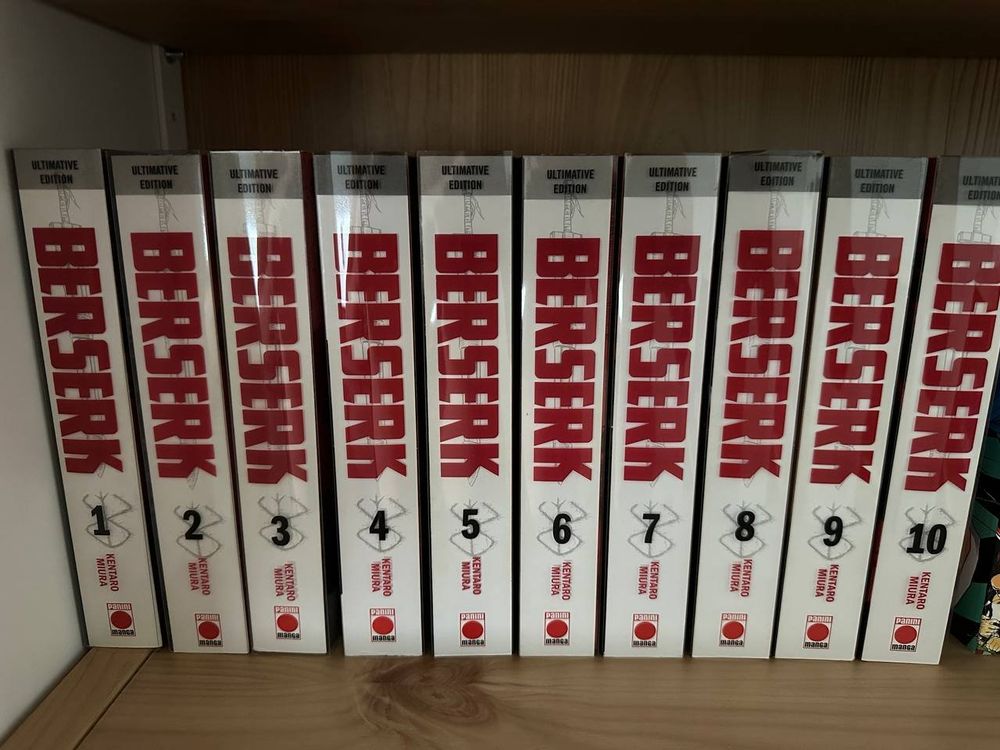 ULTIMATIVE
EDITION
BERSERK
1
KENTARO
MIURA
PANINI
manga
ULTIMATIVE
EDITION
BERSERK
2
KENTARO
MIURA
PANINI
manga
ULTIMATIVE
EDITION
BERSERK
3
KENTARO
MIURA
PANINI
manga
ULTIMATIVE
EDITION
BERSERK
4
KENTARO
MIURA
PANINI
manga
ULTIMATIVE
EDITION
BERSERK
5
KENTARO
MIURA
PANINI
manga
ULTIMATIVE
EDITION
BERSERK
6
KENTARO
MIURA
PANINI
manga
ULTIMATIVE
EDITION
BERSERK
7
KENTARO
MIURA
PANINI
manga
ULTIMATIVE
EDITION
BERSERK
8
KENTARO
MIURA
PANINI
manga
ULTIMATIVE
EDITION
BERSERK
9
KENTARO
MIURA
PANINI
manga
ULTIMAT
EDITION
BERSERK
10
KENTARO
MIURA
PANINI
manga